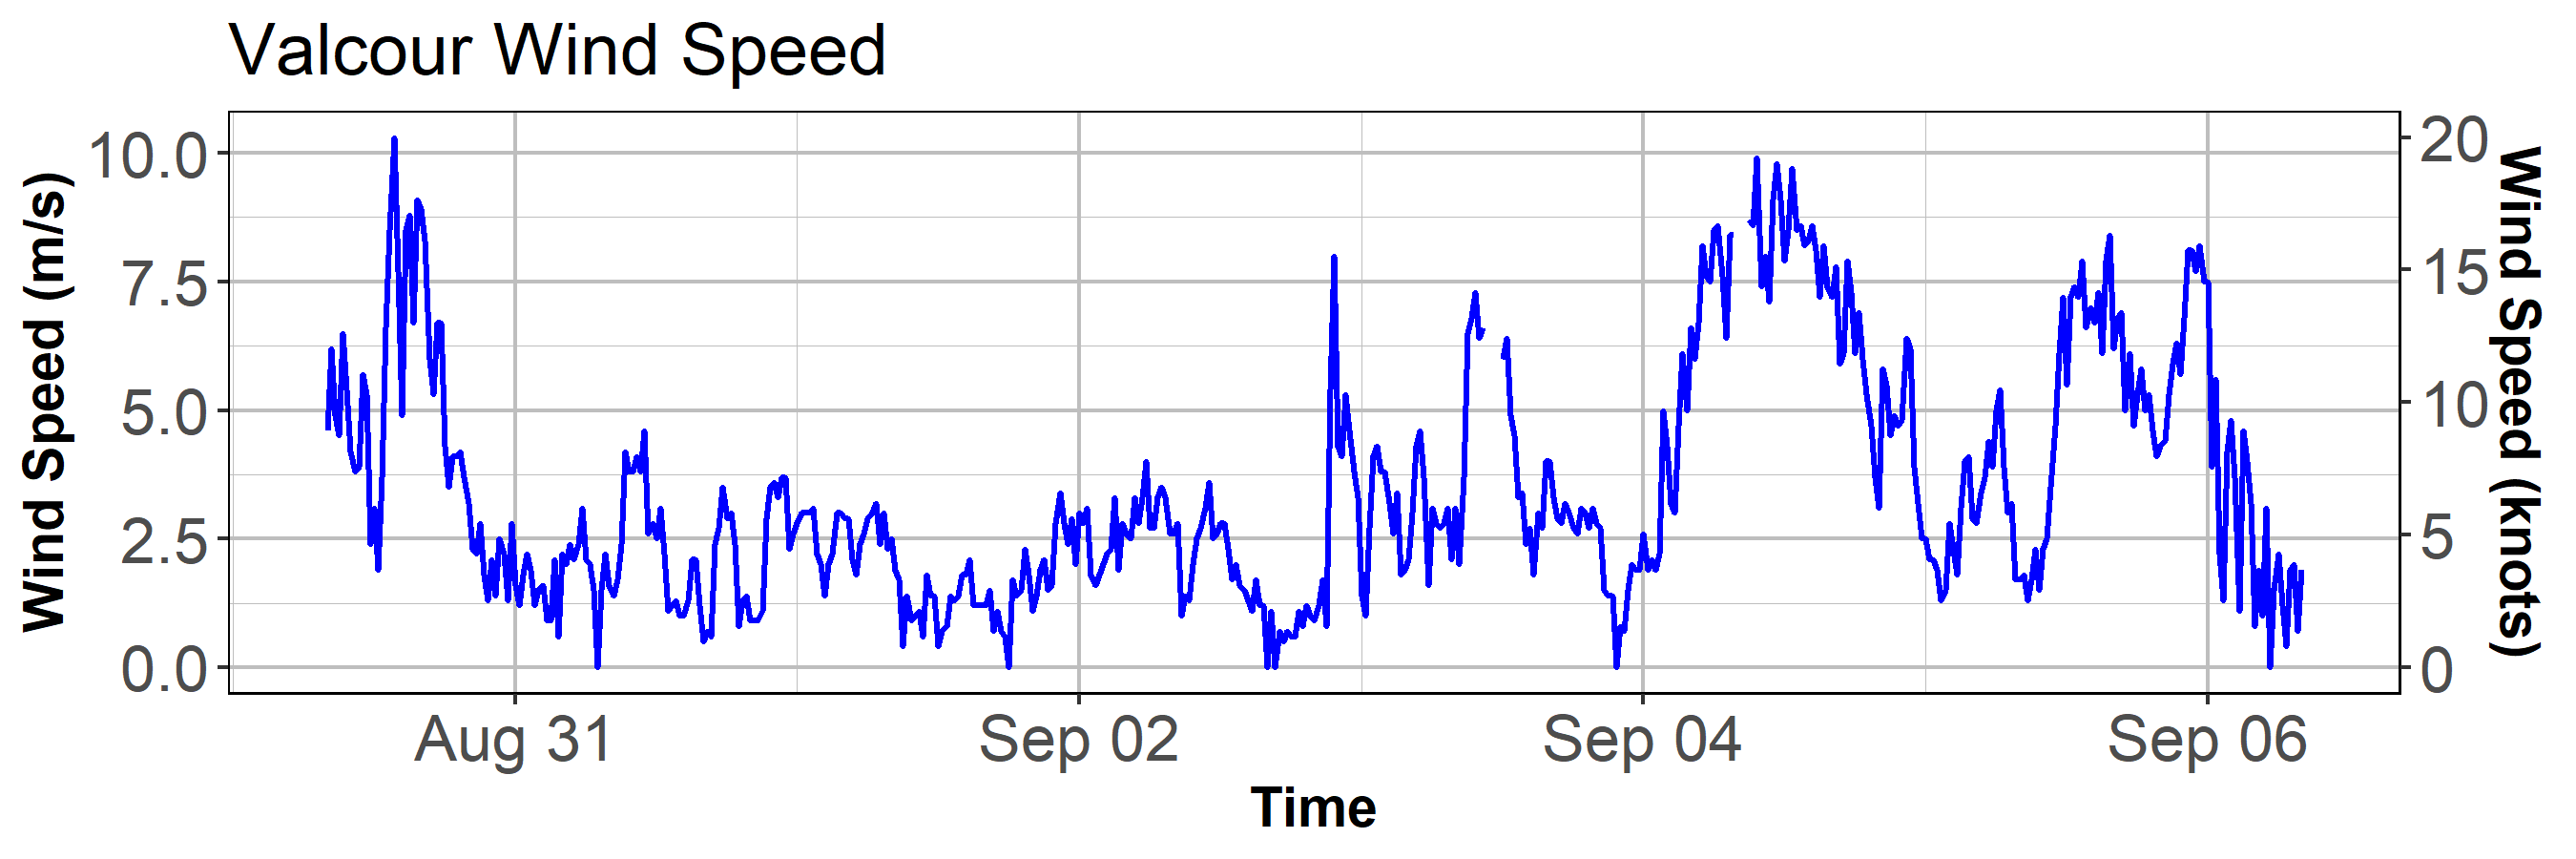 Valcour Wind Speed
Wind Speed (m/s)
10.0
7.5
5.0
2.5
0.0
20
15
10
5
0
Wind Speed (knots)
Aug 31
Sep 02
Sep 04
Sep 06
Time